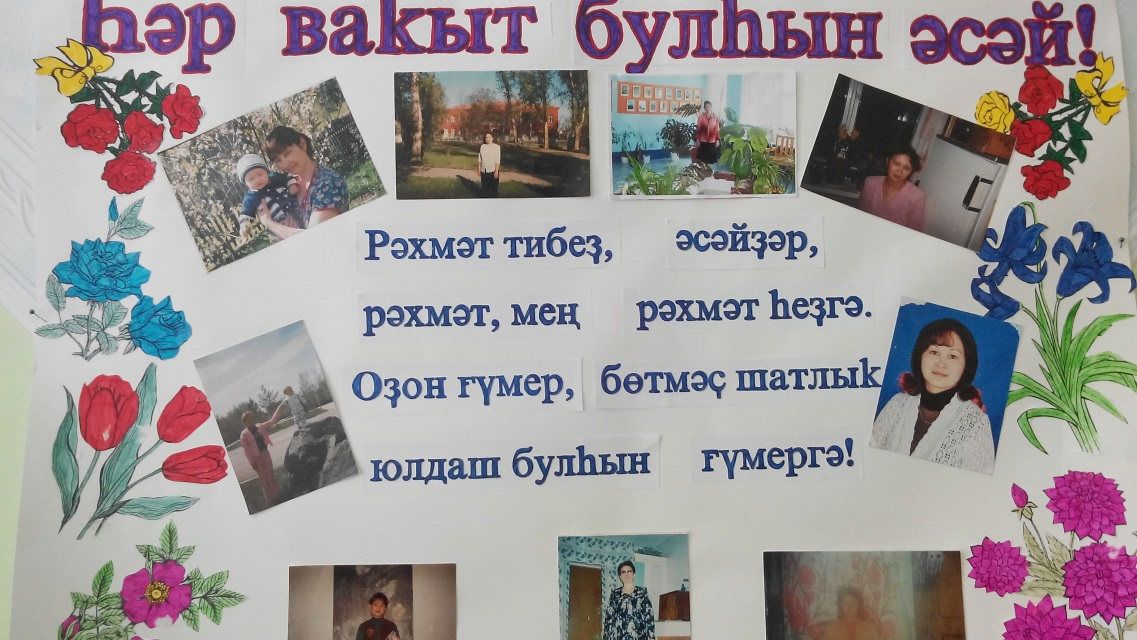 һәр вакыт булһын әсәй!
Рәхмәт тибеҙ, әсәйҙәр,
рәхмәт, мең рәхмәт һеҙгә.
Оҙон ғүмер, бөтмәҫ шатлык
юлдаш булһын ғүмергә!